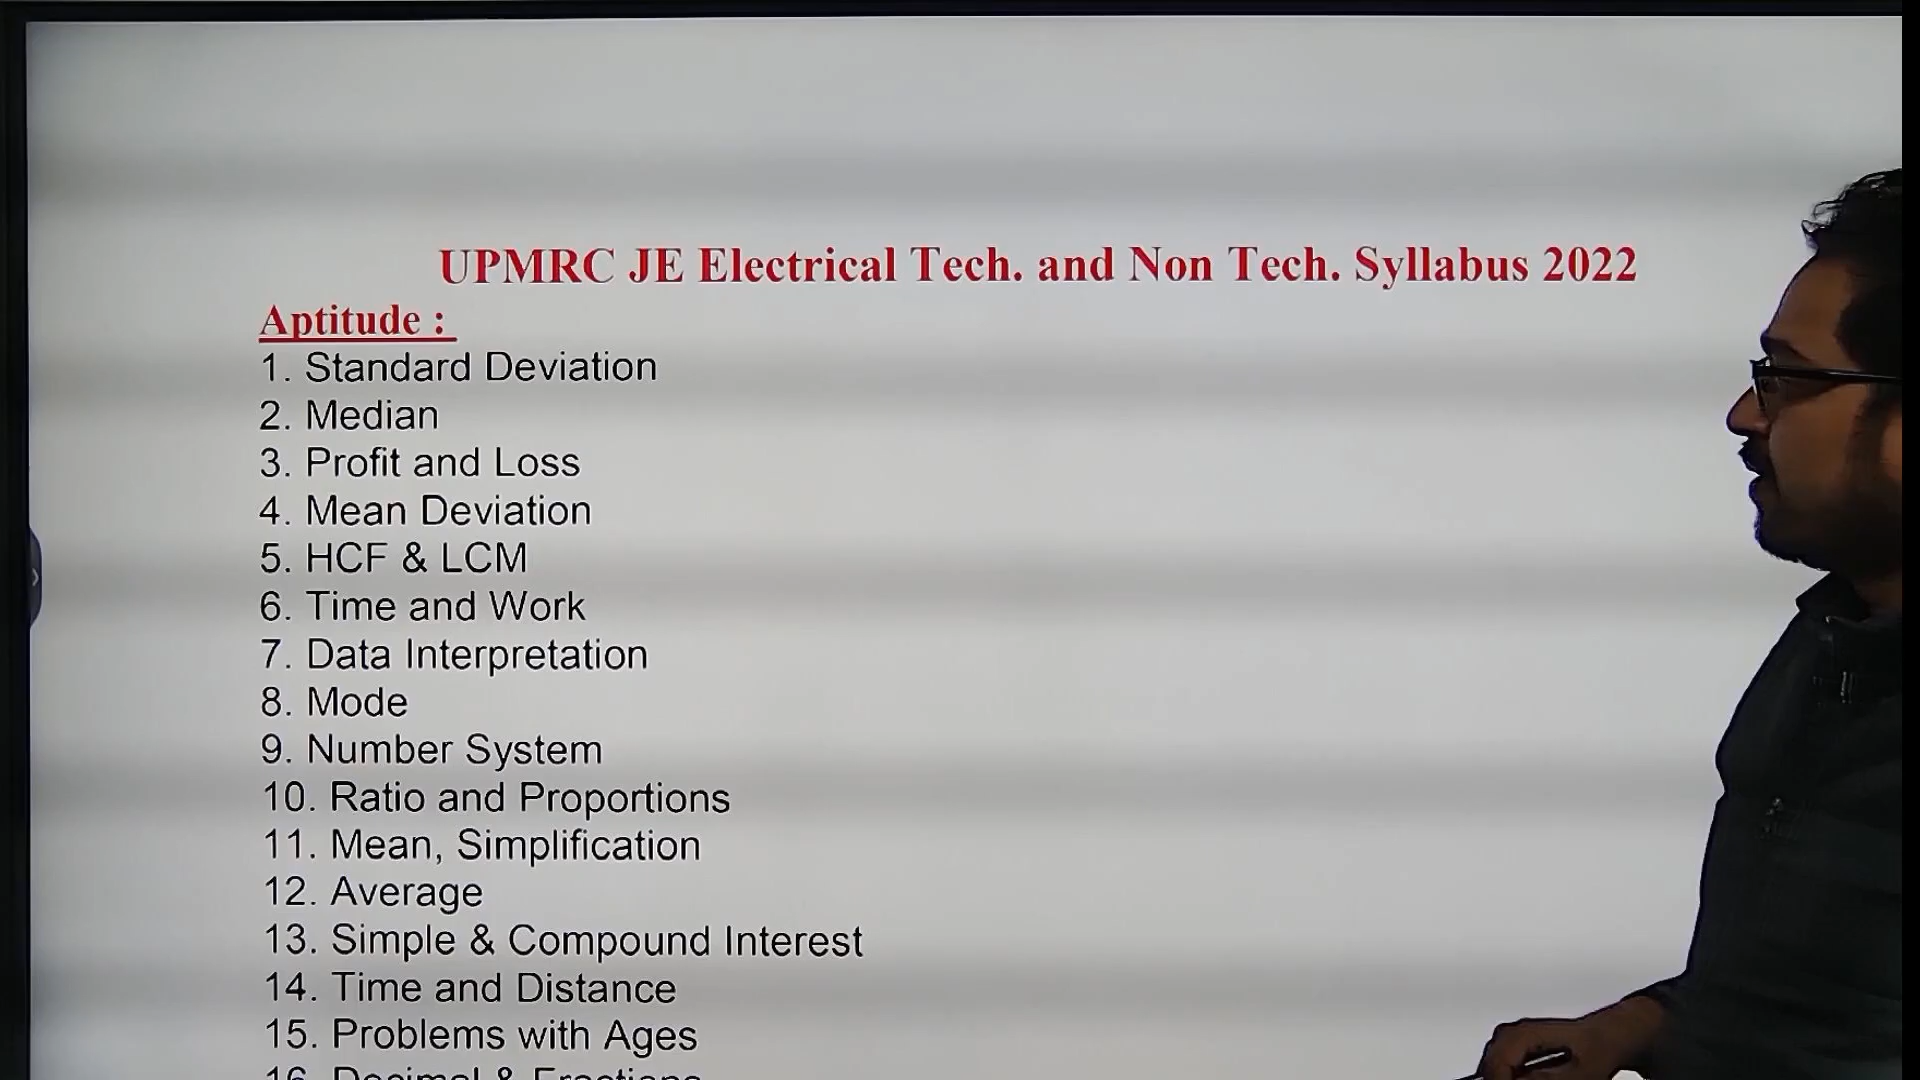 UPMRC JE Electrical Tech. and Non Tech. Syllabus 2022
Aptitude :
1. Standard Deviation
2. Median
3. Profit and Loss
4. Mean Deviation
5. HCF & LCM
6. Time and Work
7. Data Interpretation
8. Mode
9. Number System
10. Ratio and Proportions
11. Mean, Simplification
12. Average
13. Simple & Compound Interest
14. Time and Distance
15. Problems with Ages
16. Decimal & Fractions